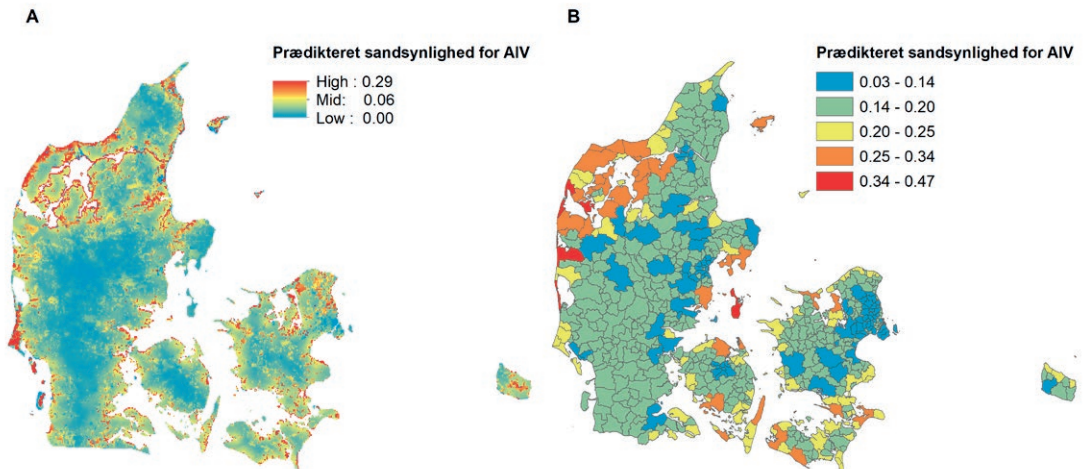 A
Prædikteret sandsynlighed for AIV
High : 0.29
Mid: 0.06
Low : 0.00
B
Prædikteret sandsynlighed for AIV
0.03 - 0.14
0.14 - 0.20
0.20 - 0.25
0.25 - 0.34
0.34 - 0.47